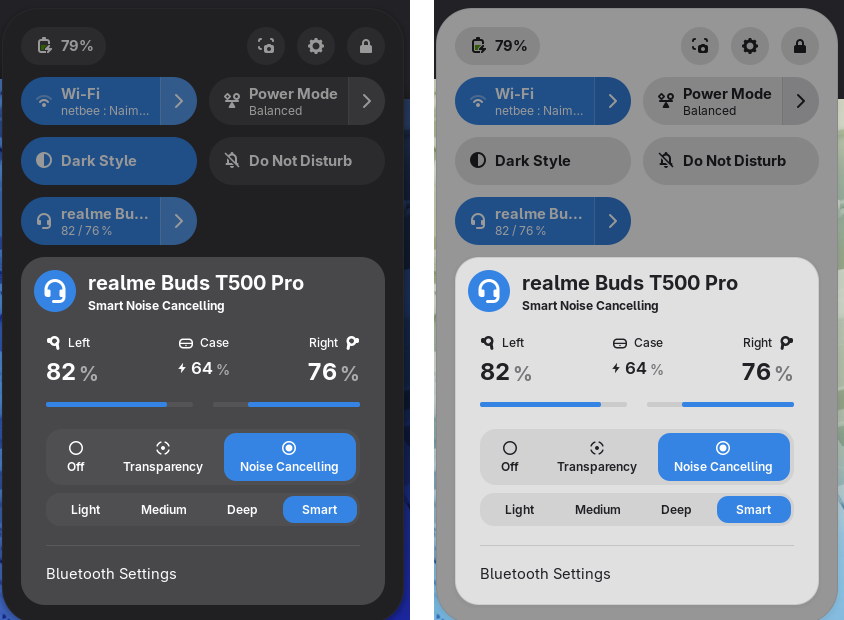 79%
Wi-Fi
netbee : Naim...
Power Mode
Balanced
Dark Style
Do Not Disturb
realme Bu...
82 / 76 %
realme Buds T500 Pro
Smart Noise Cancelling
Left
Case
Right
82 %
64 %
76 %
Off
Transparency
Noise Cancelling
Light
Medium
Deep
Smart
Bluetooth Settings
79%
Wi-Fi
netbee : Naim...
Power Mode
Balanced
Dark Style
Do Not Disturb
realme Bu...
82 / 76 %
realme Buds T500 Pro
Smart Noise Cancelling
Left
Case
Right
82 %
64 %
76 %
Off
Transparency
Noise Cancelling
Light
Medium
Deep
Smart
Bluetooth Settings